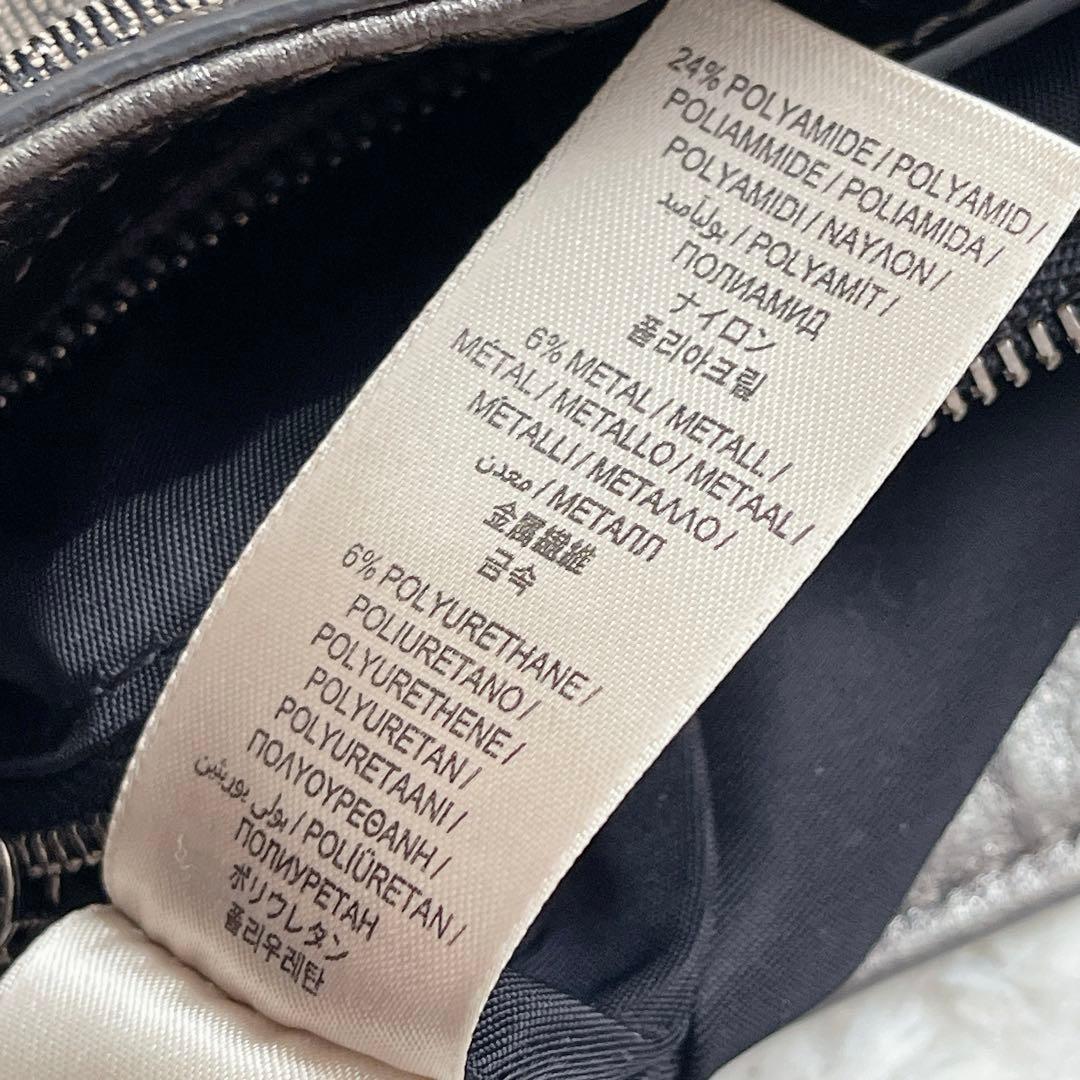 24% POLYAMIDE / POLYAMID /
POLIAMMIDE / POLIAMIDA /
POLYAMIDI / ΝΑΥΛΟΝ /
بولياميد / POLYAMIT /
ПОЛИАМИД
ナイロン
폴리아크릴
6% METAL / METALL /
MÉTAL / METALLO / METAAL /
METALLI / ΜΕΤΑΛΛΟ /
معدن / МЕТАЛЛ
金属繊維
금속
6% POLYURETHANE /
POLIURETANO /
POLYURETHENE /
POLYURETAN /
POLYURETAANI /
ΠΟΛΥΟΥΡΕΘΑΝΗ /
بولي يوريثين / POLIÜRETAN /
ПОЛИУРЕТАН
ポリウレタン
폴리우레탄